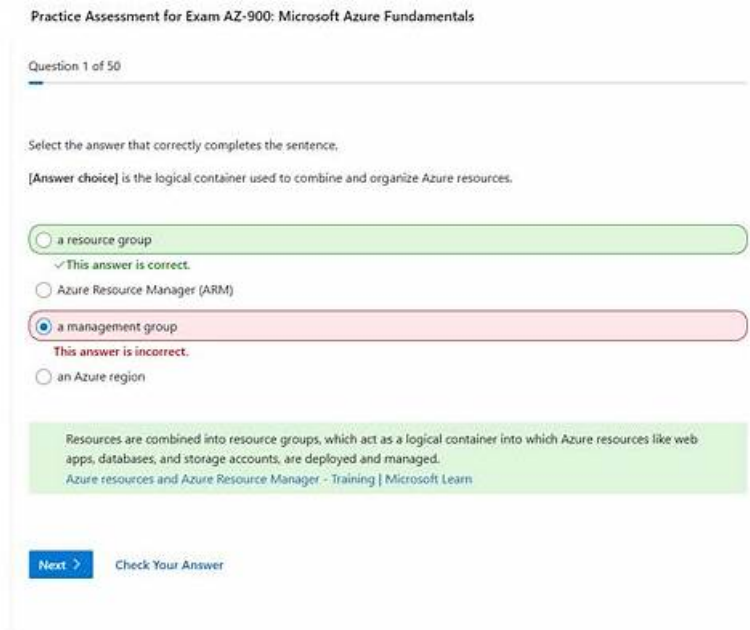 Practice Assessment for Exam AZ-900: Microsoft Azure Fundamentals
Question 1 of 50
Select the answer that correctly completes the sentence.
[Answer choice] is the logical container used to combine and organize Azure resources.
a resource group
✓This answer is correct.
Azure Resource Manager (ARM)
a management group
This answer is incorrect.
an Azure region
Resources are combined into resource groups, which act as a logical container into which Azure resources like web
apps, databases, and storage accounts, are deployed and managed.
Azure resources and Azure Resource Manager - Training | Microsoft Learn
Next >
Check Your Answer